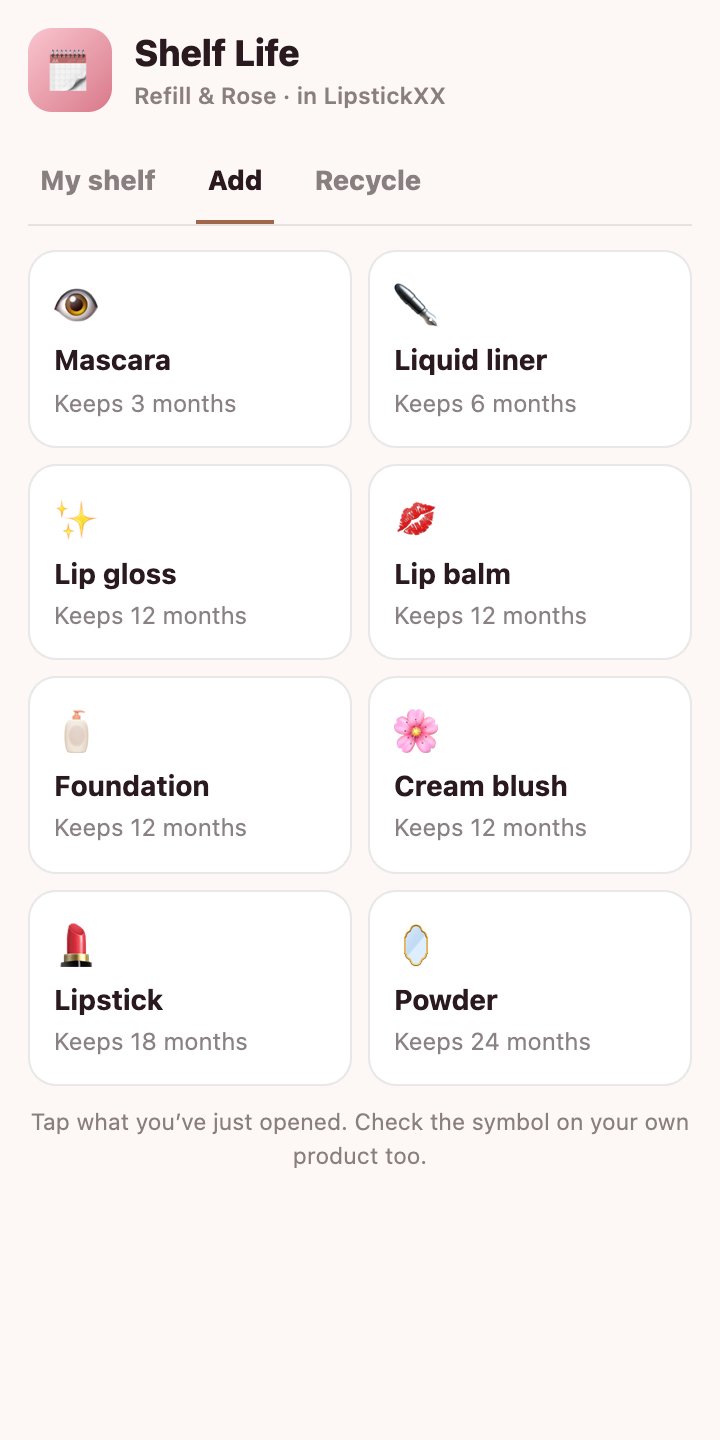 Shelf Life
Refill & Rose · in LipstickXX
My shelf
Add
Recycle
Mascara
Keeps 3 months
Liquid liner
Keeps 6 months
Lip gloss
Keeps 12 months
Lip balm
Keeps 12 months
Foundation
Keeps 12 months
Cream blush
Keeps 12 months
Lipstick
Keeps 18 months
Powder
Keeps 24 months
Tap what you’ve just opened. Check the symbol on your own
product too.